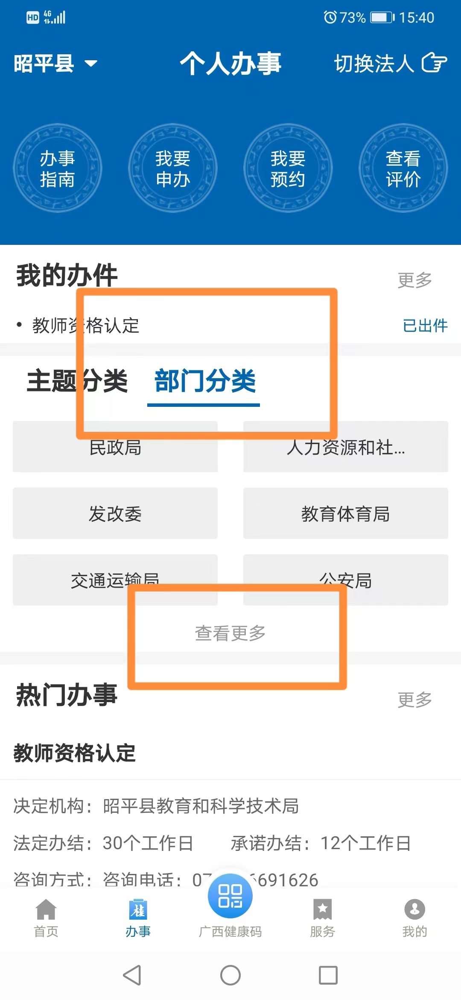 HD 4G 73% 15:40
昭平县 个人办事 切换法人
办事 我要 我要 查看
指南 申办 预约 评价
我的办件 更多
• 教师资格认定 已出件
主题分类 部门分类
民政局 人力资源和社...
发改委 教育体育局
交通运输局 公安局
查看更多
热门办事 更多
教师资格认定
决定机构：昭平县教育和科学技术局
法定办结：30个工作日 承诺办结：12个工作日
咨询方式：咨询电话：07 6691626
桂
首页 办事 广西健康码 服务 我的